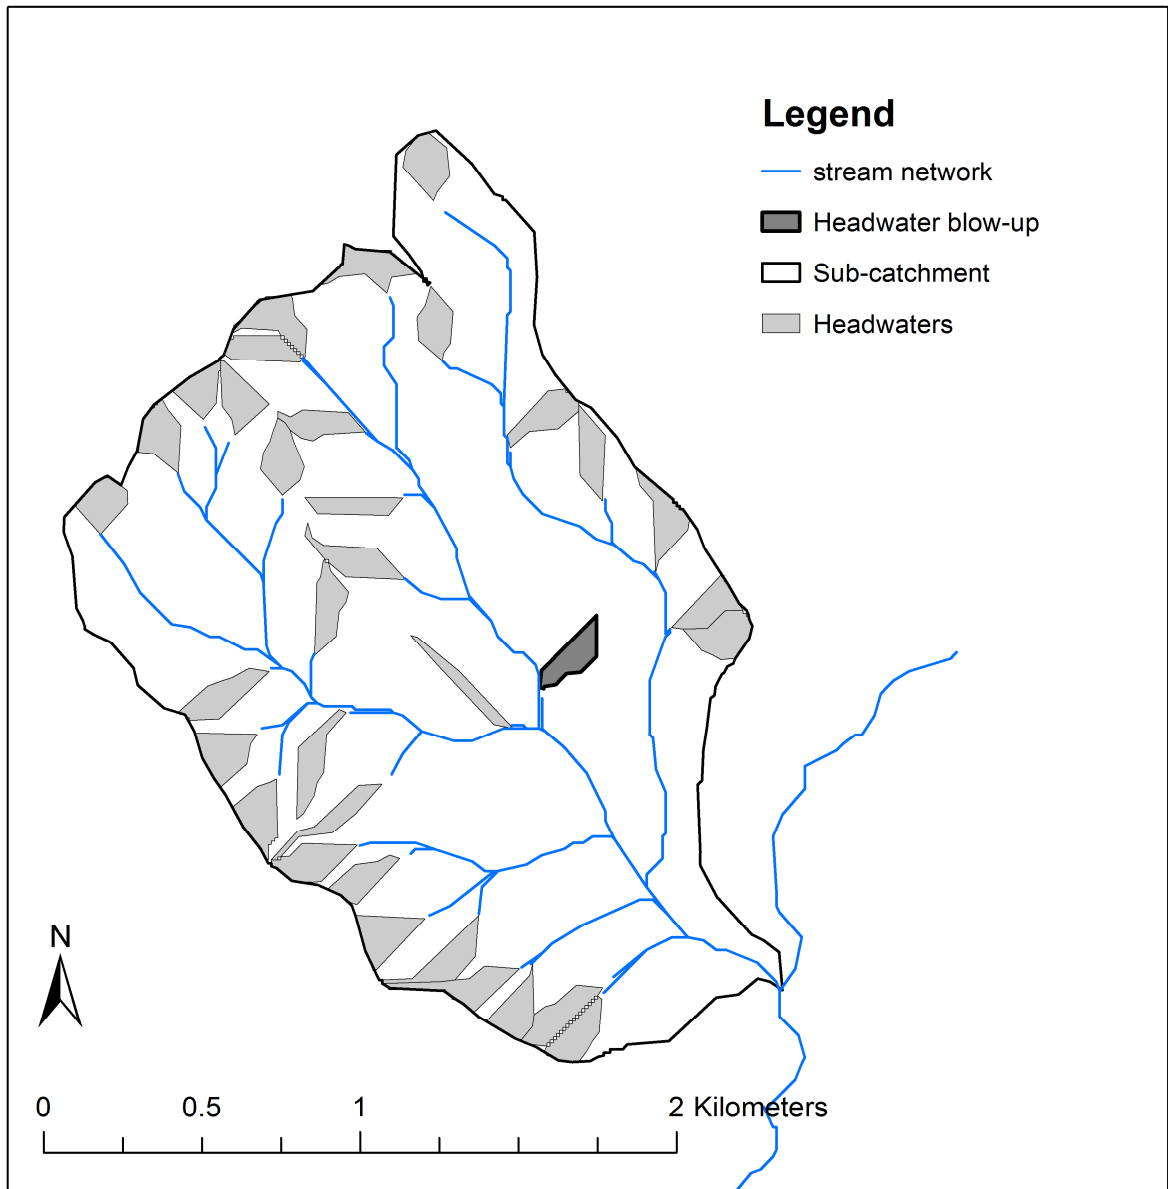 Legend
stream network
Headwater blow-up
Sub-catchment
Headwaters
N
0 0.5 1 2 Kilometers